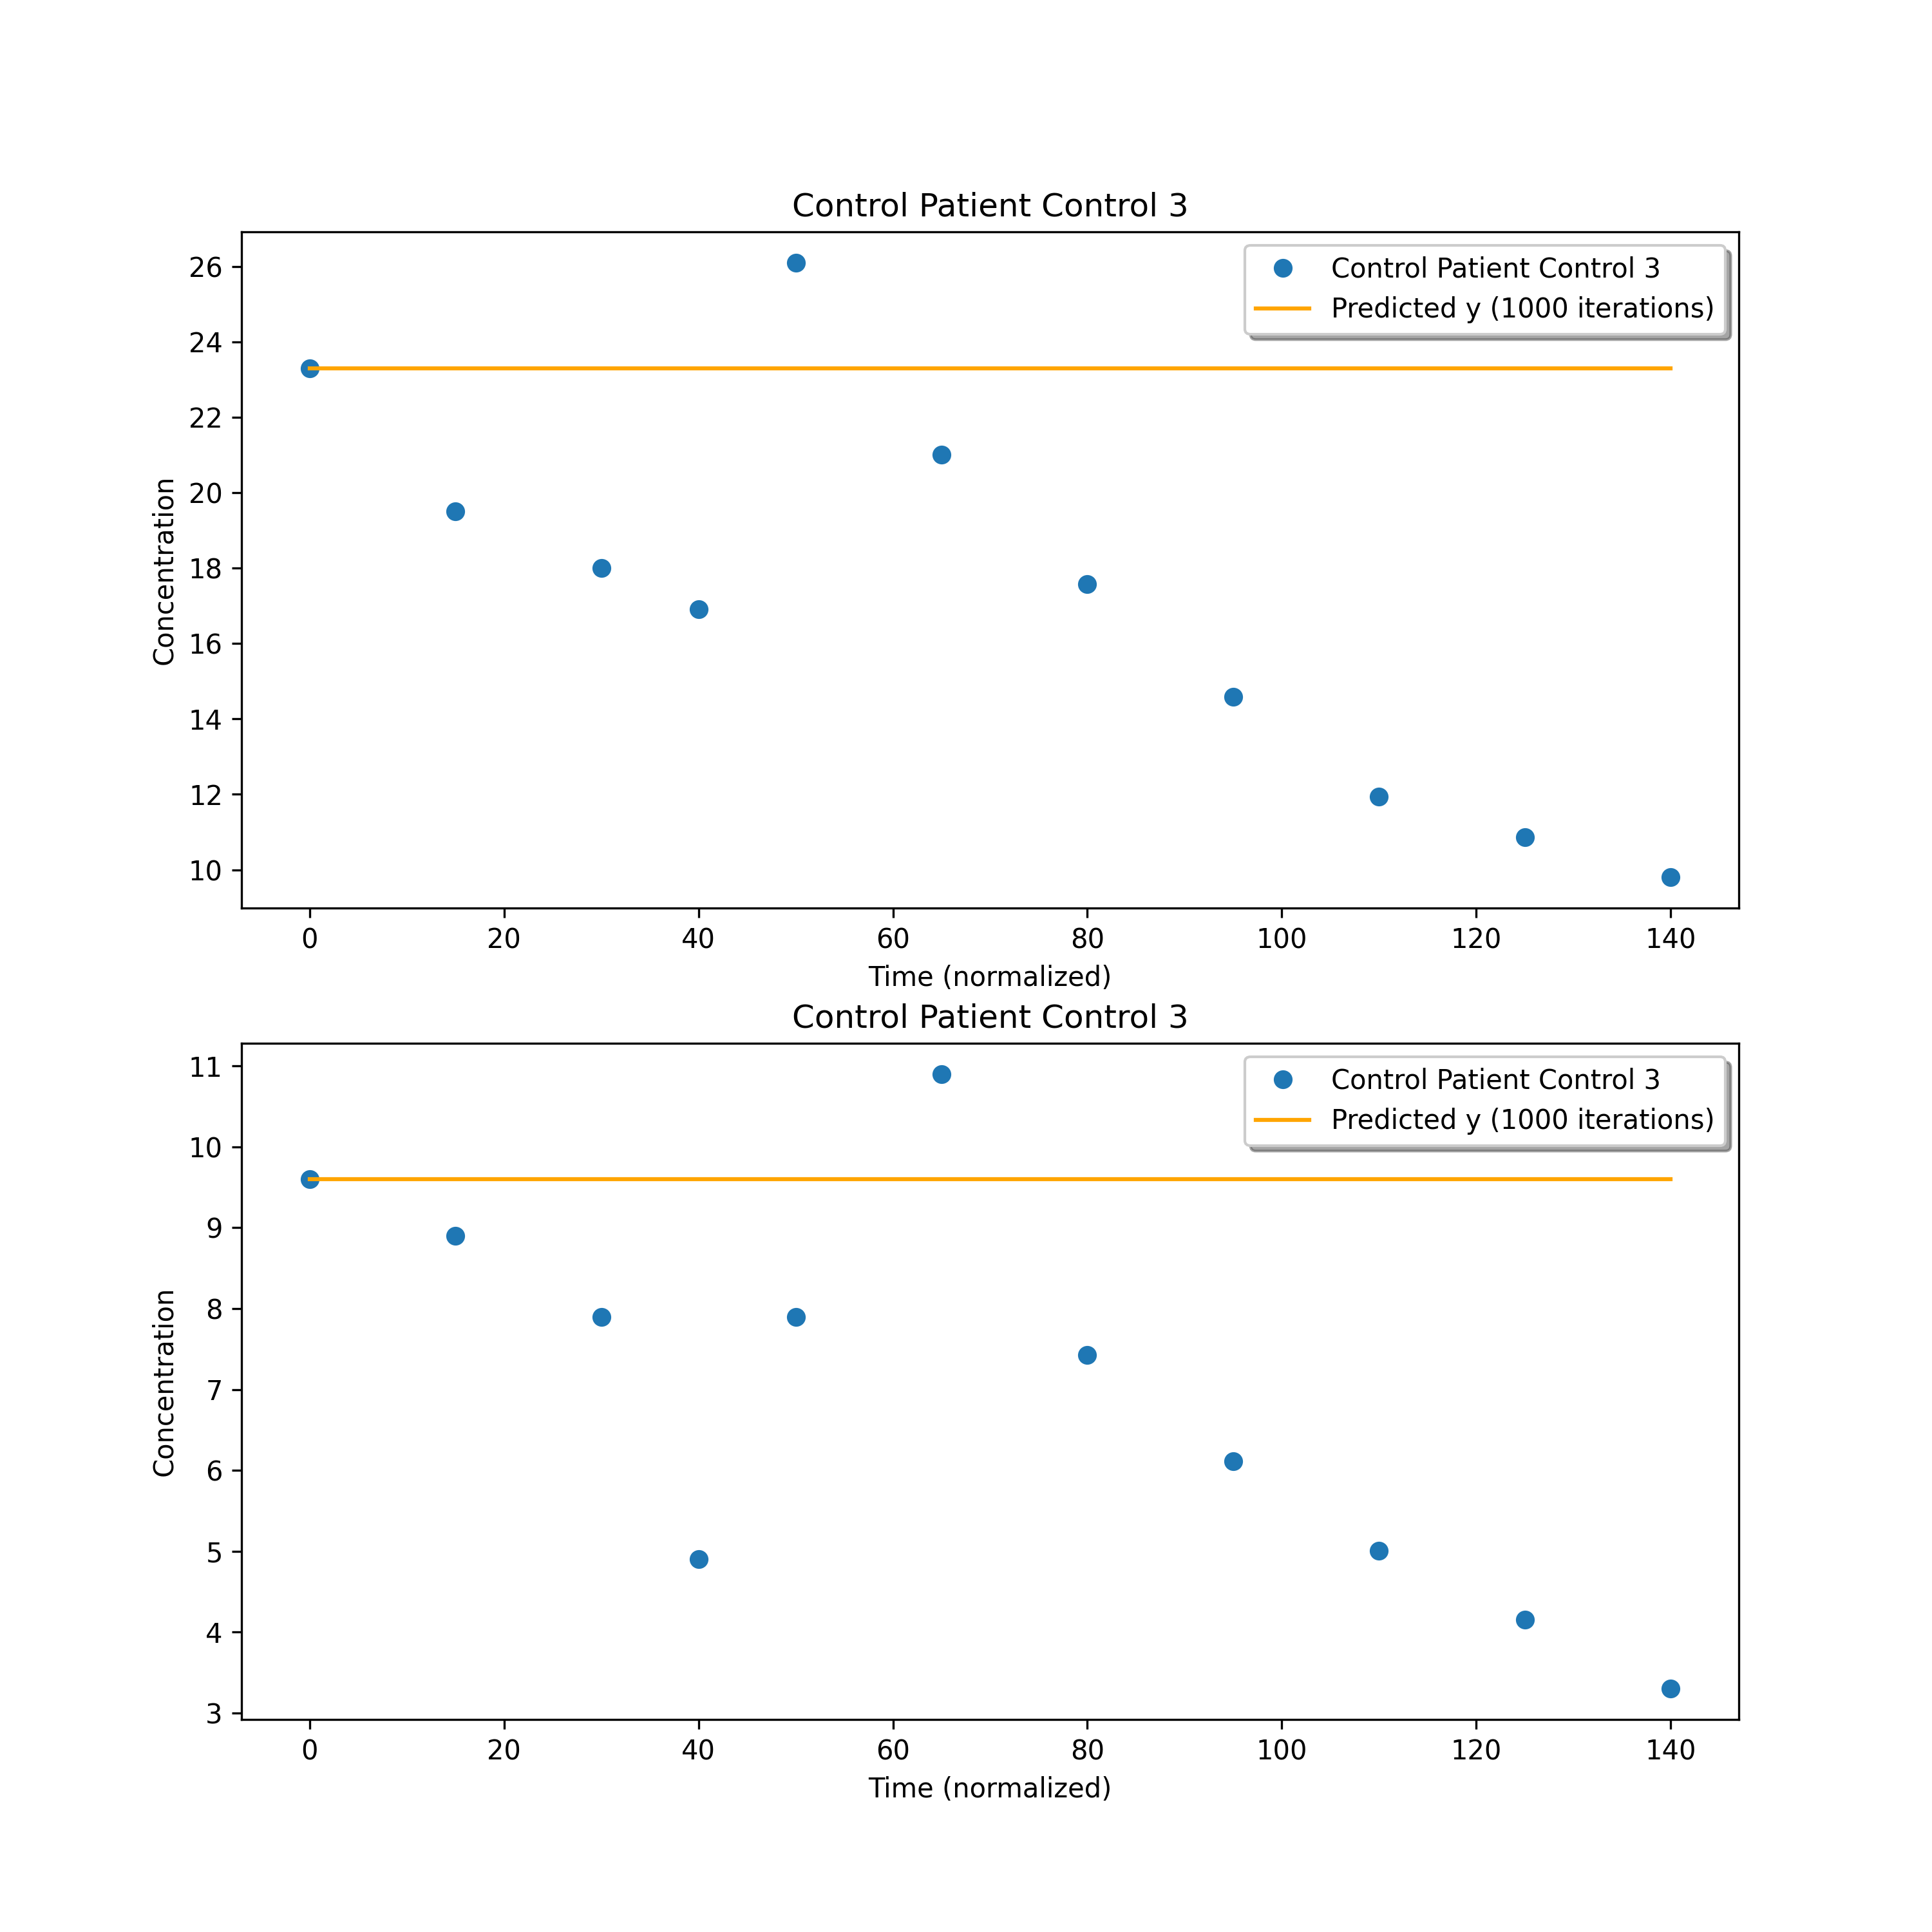 Control Patient Control 3
Control Patient Control 3
Predicted y (1000 iterations)
26
24
22
20
18
16
14
12
10
Concentration
0 20 40 60 80 100 120 140
Time (normalized)
Control Patient Control 3
Control Patient Control 3
Predicted y (1000 iterations)
11
10
9
8
7
6
5
4
3
Concentration
0 20 40 60 80 100 120 140
Time (normalized)